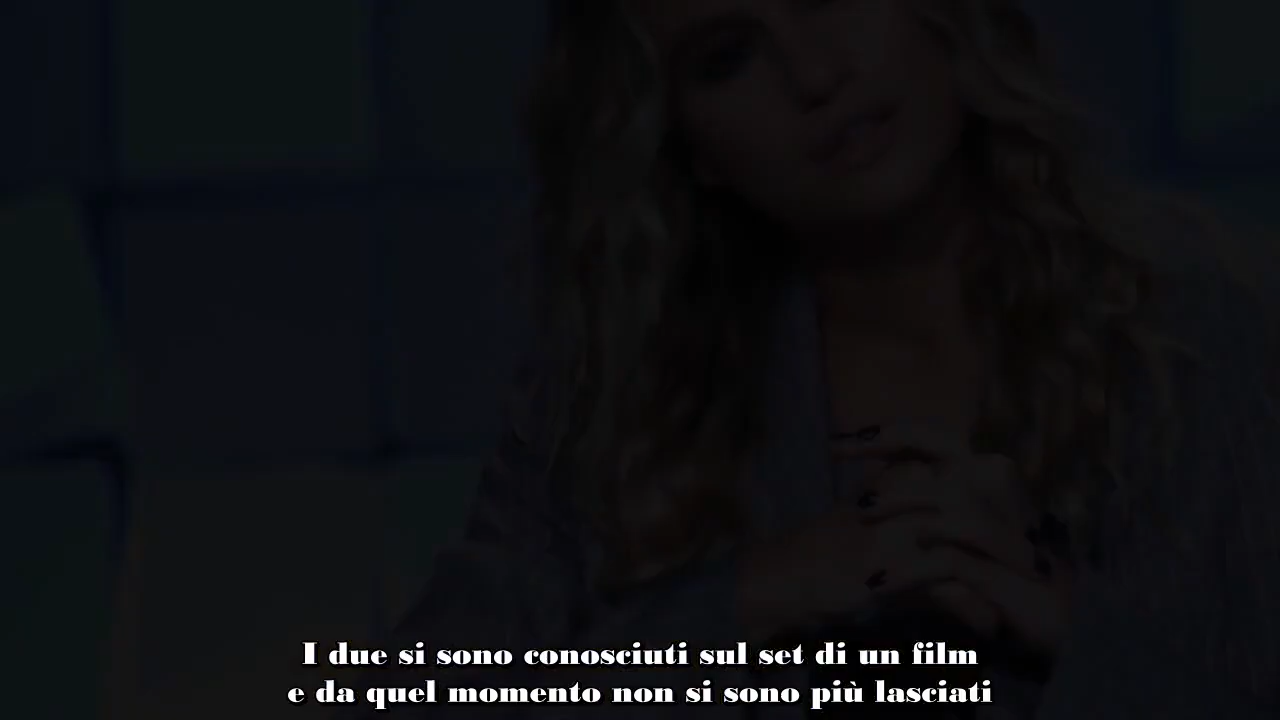 I due si sono conosciuti sul set di un film
e da quel momento non si sono più lasciati